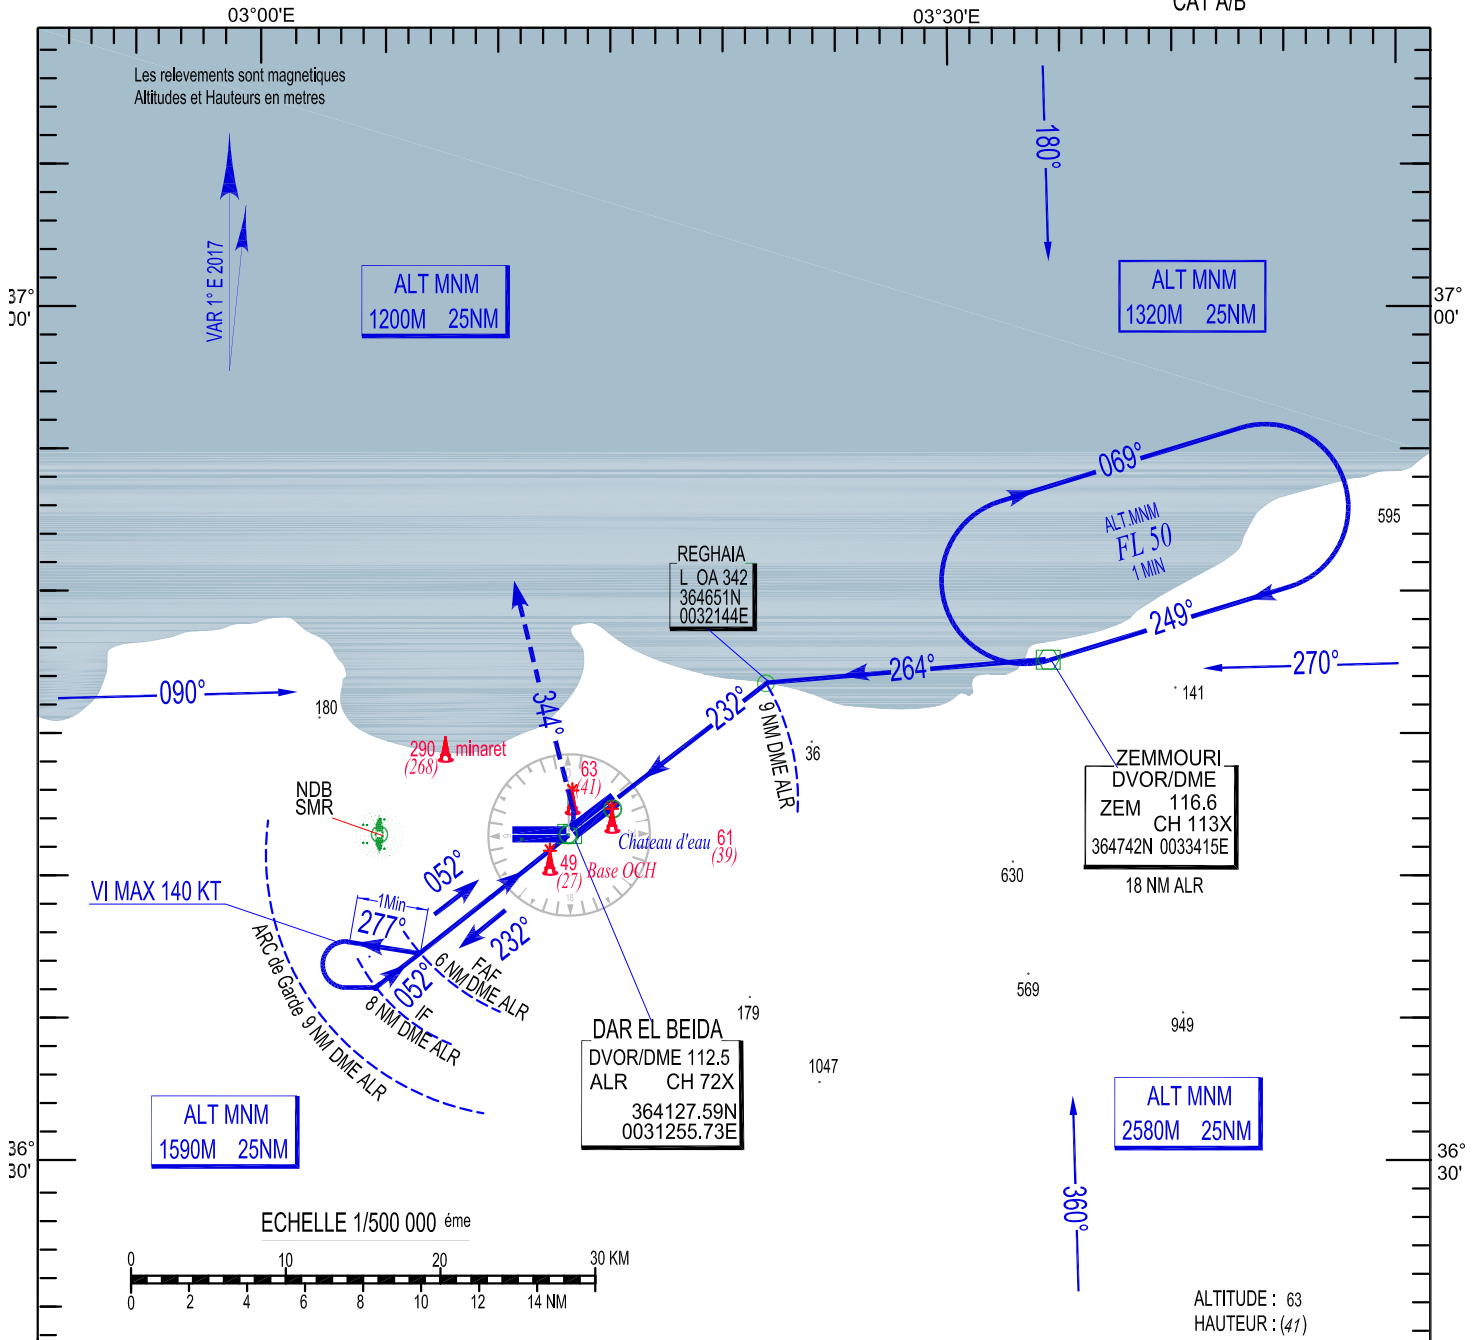 CAT A/B
03°00'E
03°30'E
Les relevements sont magnetiques
Altitudes et Hauteurs en metres
180°
VAR 1° E 2017
ALT MNM
1200M 25NM
ALT MNM
1320M 25NM
37°
00'
37°
00'
069°
ALT.MNM
FL 50
1 MIN
595
249°
REGHAIA
L OA 342
364651N
0032144E
264°
270°
090°
180
344°
232°
141
9 NM DME ALR
36
290 minaret
(268)
63
(41)
NDB
SMR
ZEMMOURI
DVOR/DME
ZEM 116.6
CH 113X
364742N 0033415E
18 NM ALR
Chateau d'eau 61
(39)
49
(27)
Base OCH
630
052°
VI MAX 140 KT
1Min
277°
232°
052°
FAF
6 NM DME ALR
IF
8 NM DME ALR
ARC de Garde 9 NM DME ALR
569
179
949
1047
DAR EL BEIDA
DVOR/DME 112.5
ALR CH 72X
364127.59N
0031255.73E
ALT MNM
1590M 25NM
ALT MNM
2580M 25NM
36°
30'
36°
30'
360°
ECHELLE 1/500 000 éme
0 10 20 30 KM
0 2 4 6 8 10 12 14 NM
ALTITUDE : 63
HAUTEUR : (41)